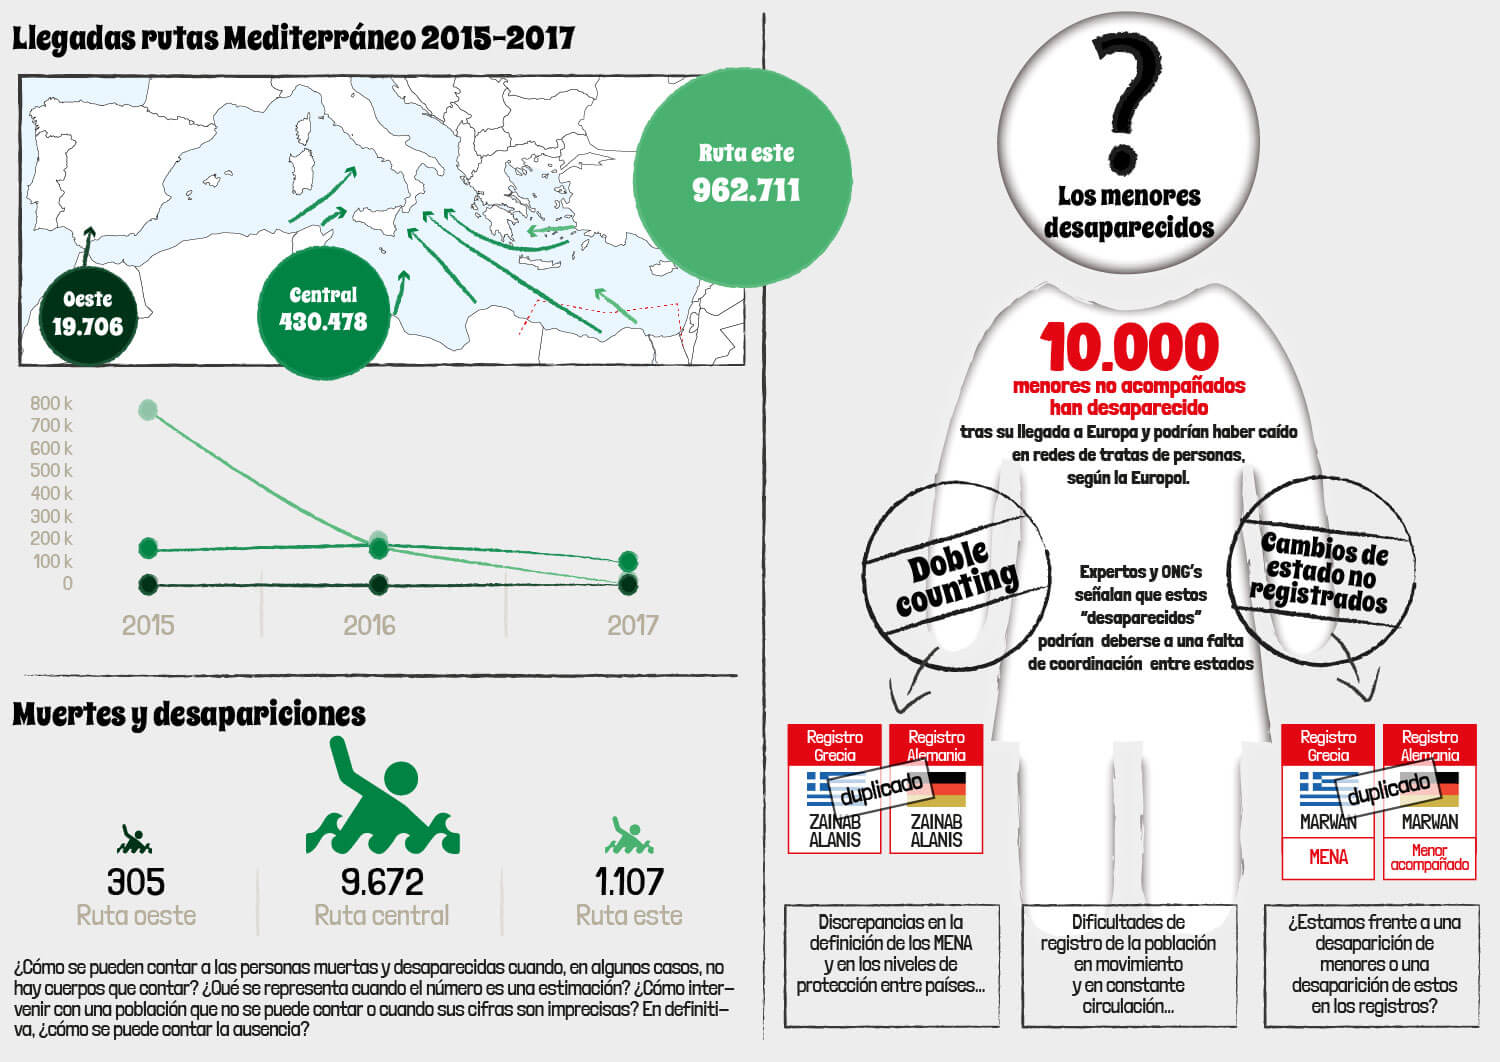 Llegadas rutas Mediterráneo 2015-2017
Ruta este
962.711
Oeste
19.706
Central
430.478
800 k
700 k
600 k
500 k
400 k
300 k
200 k
100 k
0
2015
2016
2017
Muertes y desapariciones
305
Ruta oeste
9.672
Ruta central
1.107
Ruta este
¿Cómo se pueden contar a las personas muertas y desaparecidas cuando, en algunos casos, no
hay cuerpos que contar? ¿Qué se representa cuando el número es una estimación? ¿Cómo inter-
venir con una población que no se puede contar o cuando sus cifras son imprecisas? En definiti-
va, ¿cómo se puede contar la ausencia?
?
Los menores
desaparecidos
10.000
menores no acompañados
han desaparecido
tras su llegada a Europa y podrían haber caído
en redes de tratas de personas,
según la Europol.
Doble
counting
Expertos y ONG's
señalan que estos
"desaparecidos"
podrían deberse a una falta
de coordinación entre estados
Cambios de
estado no
registrados
Registro
Grecia
ZAINAB
ALANIS
Registro
Alemania
ZAINAB
ALANIS
duplicado
Registro
Grecia
MARWAN
MENA
Registro
Alemania
MARWAN
Menor
acompañado
duplicado
Discrepancias en la
definición de los MENA
y en los niveles de
protección entre países...
Dificultades de
registro de la población
en movimiento
y en constante
circulación...
¿Estamos frente a una
desaparición de
menores o una
desaparición de estos
en los registros?